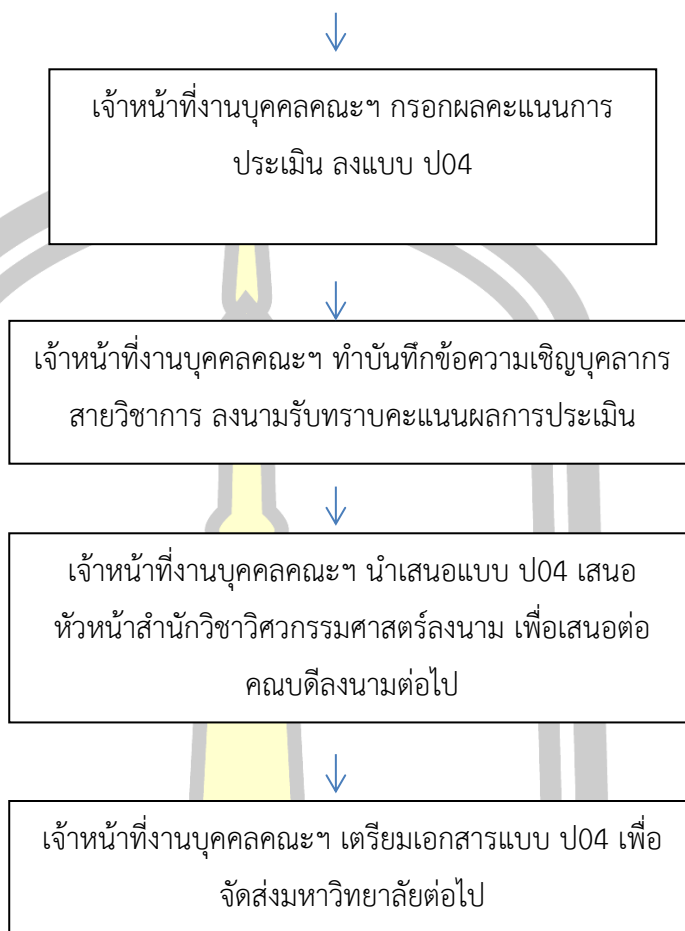 เจ้าหน้าที่งานบุคคลคณะฯ กรอกผลคะแนนการ
ประเมิน ลงแบบ ป04
เจ้าหน้าที่งานบุคคลคณะฯ ทำบันทึกข้อความเชิญบุคลากร
สายวิชาการ ลงนามรับทราบคะแนนผลการประเมิน
เจ้าหน้าที่งานบุคคลคณะฯ นำเสนอแบบ ป04 เสนอ
หัวหน้าสำนักวิชาวิศวกรรมศาสตร์ลงนาม เพื่อเสนอต่อ
คณบดีลงนามต่อไป
เจ้าหน้าที่งานบุคคลคณะฯ เตรียมเอกสารแบบ ป04 เพื่อ
จัดส่งมหาวิทยาลัยต่อไป